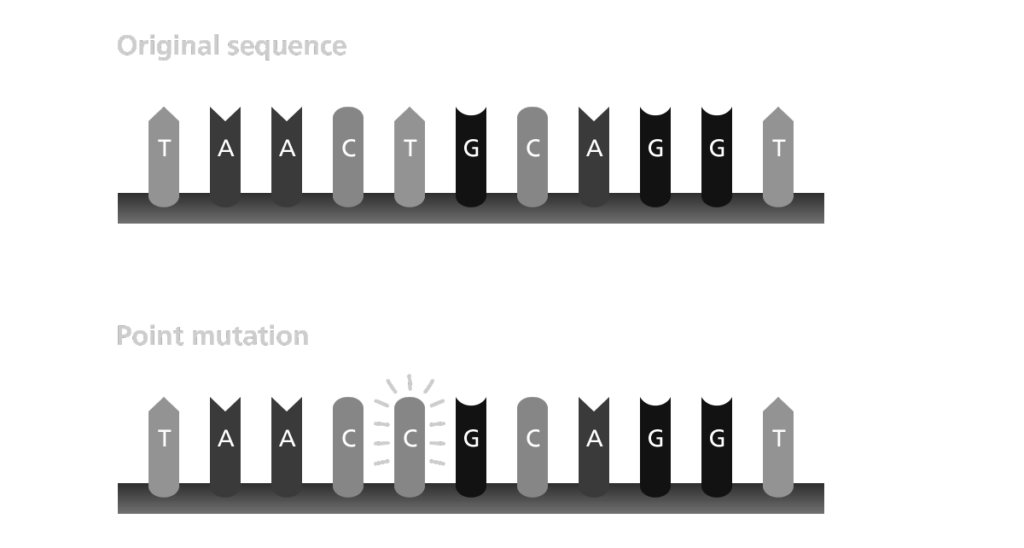 Original sequence
T A A C T G C A G G T
Point mutation
T A A C C G C A G G T